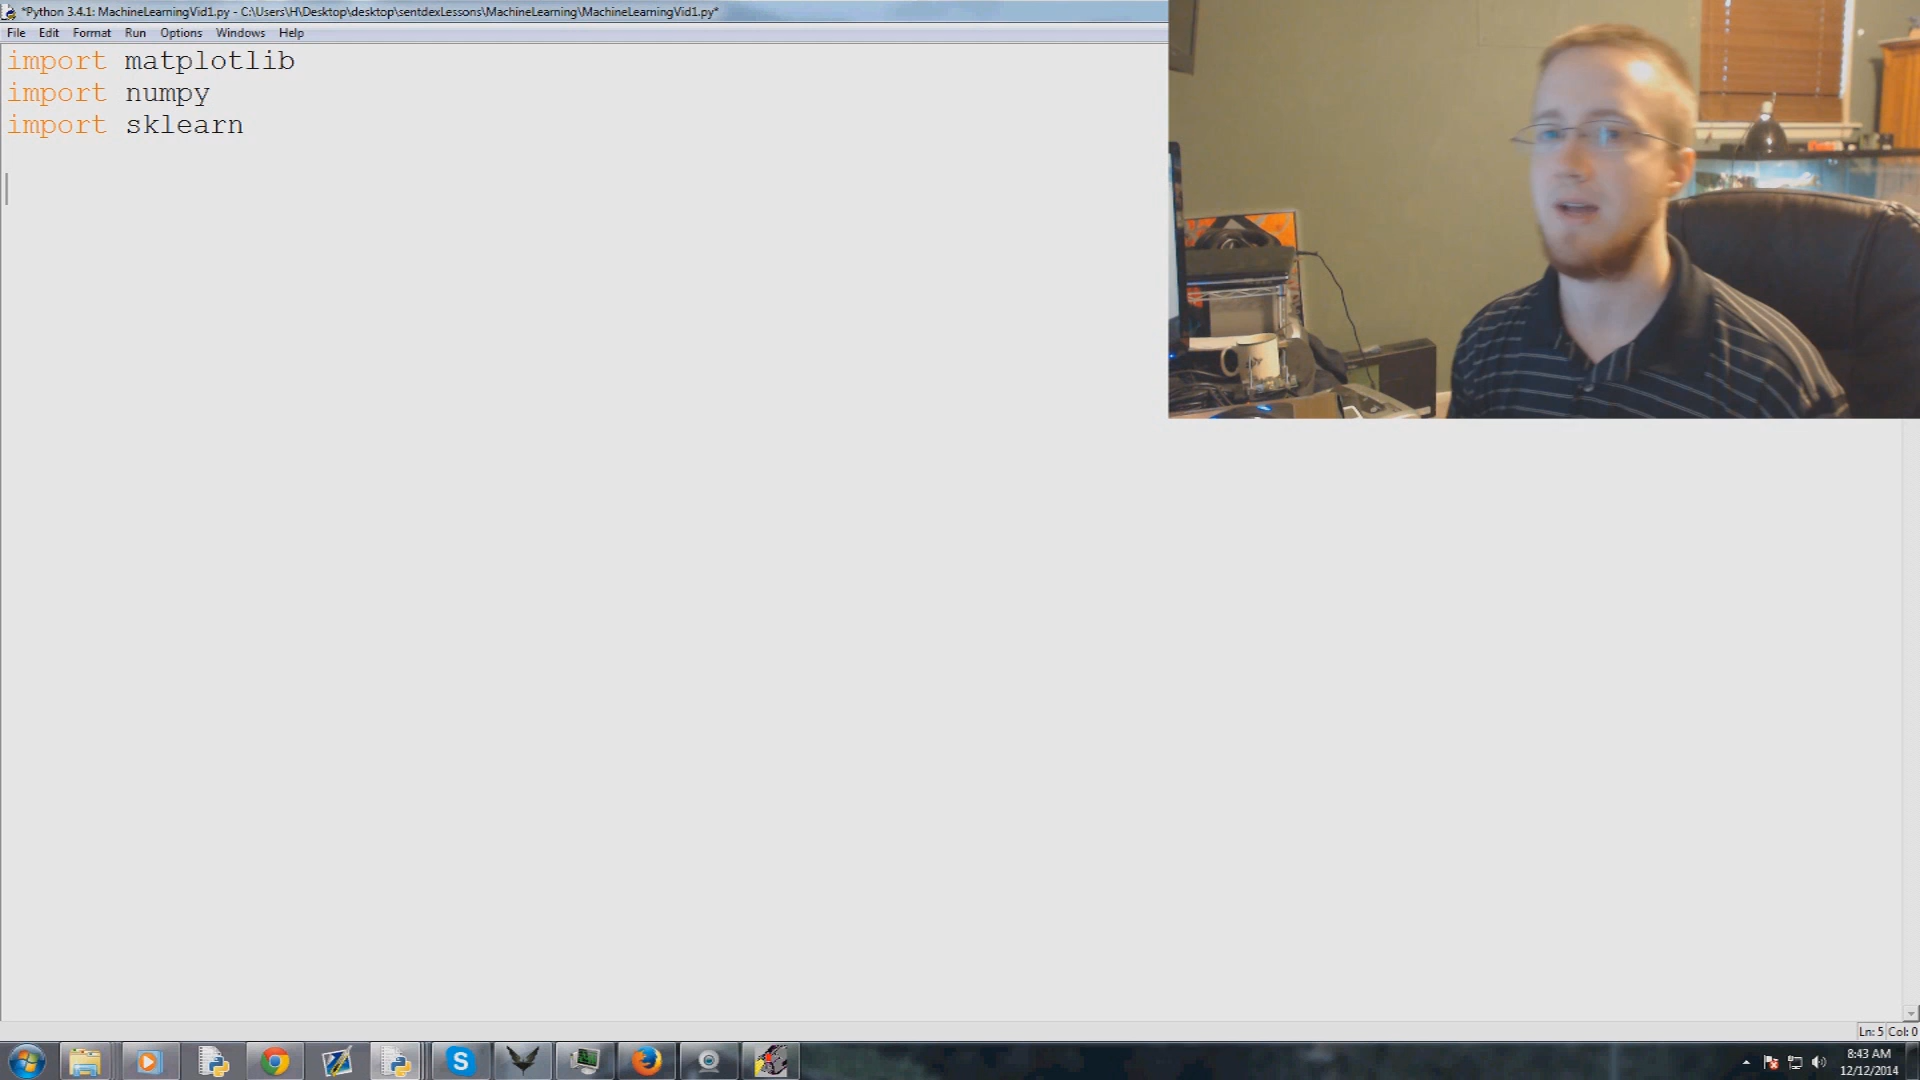 *Python 3.4.1: MachineLearningVid1.py - C:\Users\H\Desktop\desktop\sentdexLessons\MachineLearning\MachineLearningVid1.py*
File Edit Format Run Options Windows Help
import matplotlib
import numpy
import sklearn
Ln: 5 Col: 0
8:43 AM
12/12/2014